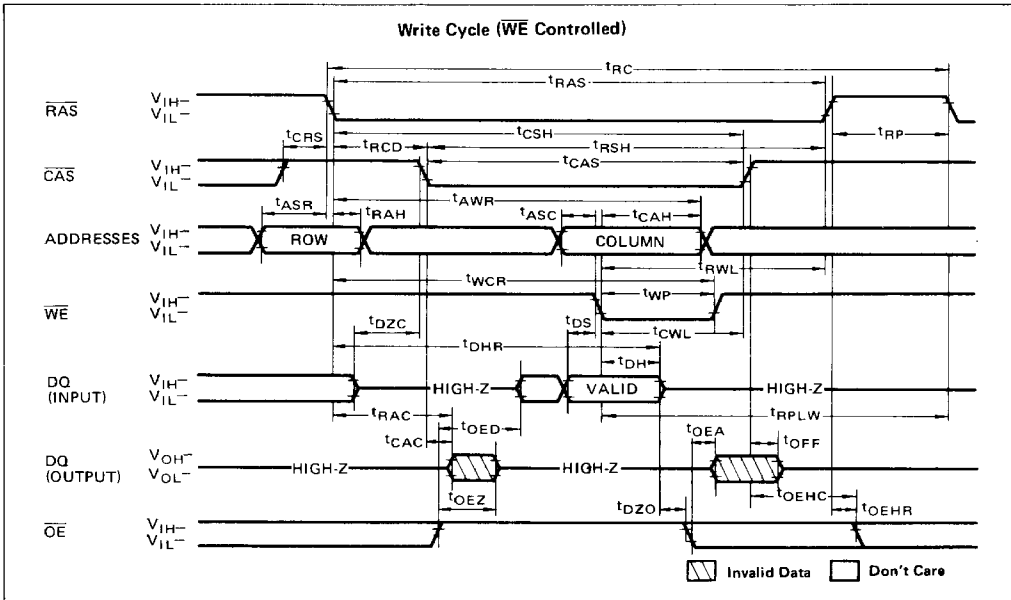 Write Cycle (WE Controlled)
tRC
tRAS
RAS
VIH–
VIL–
tRP
tCRS
tCSH
tRCD
tRSH
CAS
VIH–
VIL–
tCAS
tASR
tRAH
tAWR
tASC
tCAH
ADDRESSES
VIH–
VIL–
ROW
COLUMN
tRWL
tWCR
WE
VIH–
VIL–
tWP
tDZC
tDS
tCWL
tDHR
tDH
DQ
(INPUT)
VIH–
VIL–
HIGH-Z
VALID
HIGH-Z
tRAC
tRPLW
tOED
tCAC
tOEA
tOFF
DQ
(OUTPUT)
VOH–
VOL–
HIGH-Z
HIGH-Z
tOEZ
tDZO
tOEHC
tOEHR
OE
VIH–
VIL–
Invalid Data
Don't Care